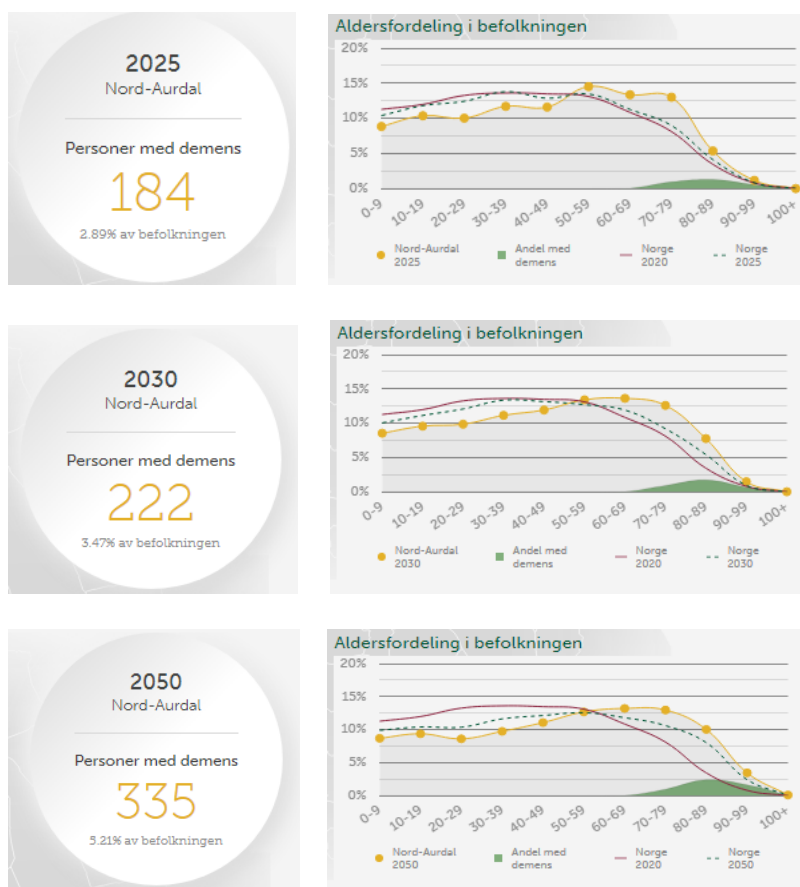 2025
Nord-Aurdal
Personer med demens
184
2.89% av befolkningen
Aldersfordeling i befolkningen
20%
15%
10%
5%
0%
0-9 10-19 20-29 30-39 40-49 50-59 60-69 70-79 80-89 90-99 100+
Nord-Aurdal 2025
Andel med demens
Norge 2020
Norge 2025
2030
Nord-Aurdal
Personer med demens
222
3.47% av befolkningen
Aldersfordeling i befolkningen
20%
15%
10%
5%
0%
0-9 10-19 20-29 30-39 40-49 50-59 60-69 70-79 80-89 90-99 100+
Nord-Aurdal 2030
Andel med demens
Norge 2020
Norge 2030
2050
Nord-Aurdal
Personer med demens
335
5.21% av befolkningen
Aldersfordeling i befolkningen
20%
15%
10%
5%
0%
0-9 10-19 20-29 30-39 40-49 50-59 60-69 70-79 80-89 90-99 100+
Nord-Aurdal 2050
Andel med demens
Norge 2020
Norge 2050